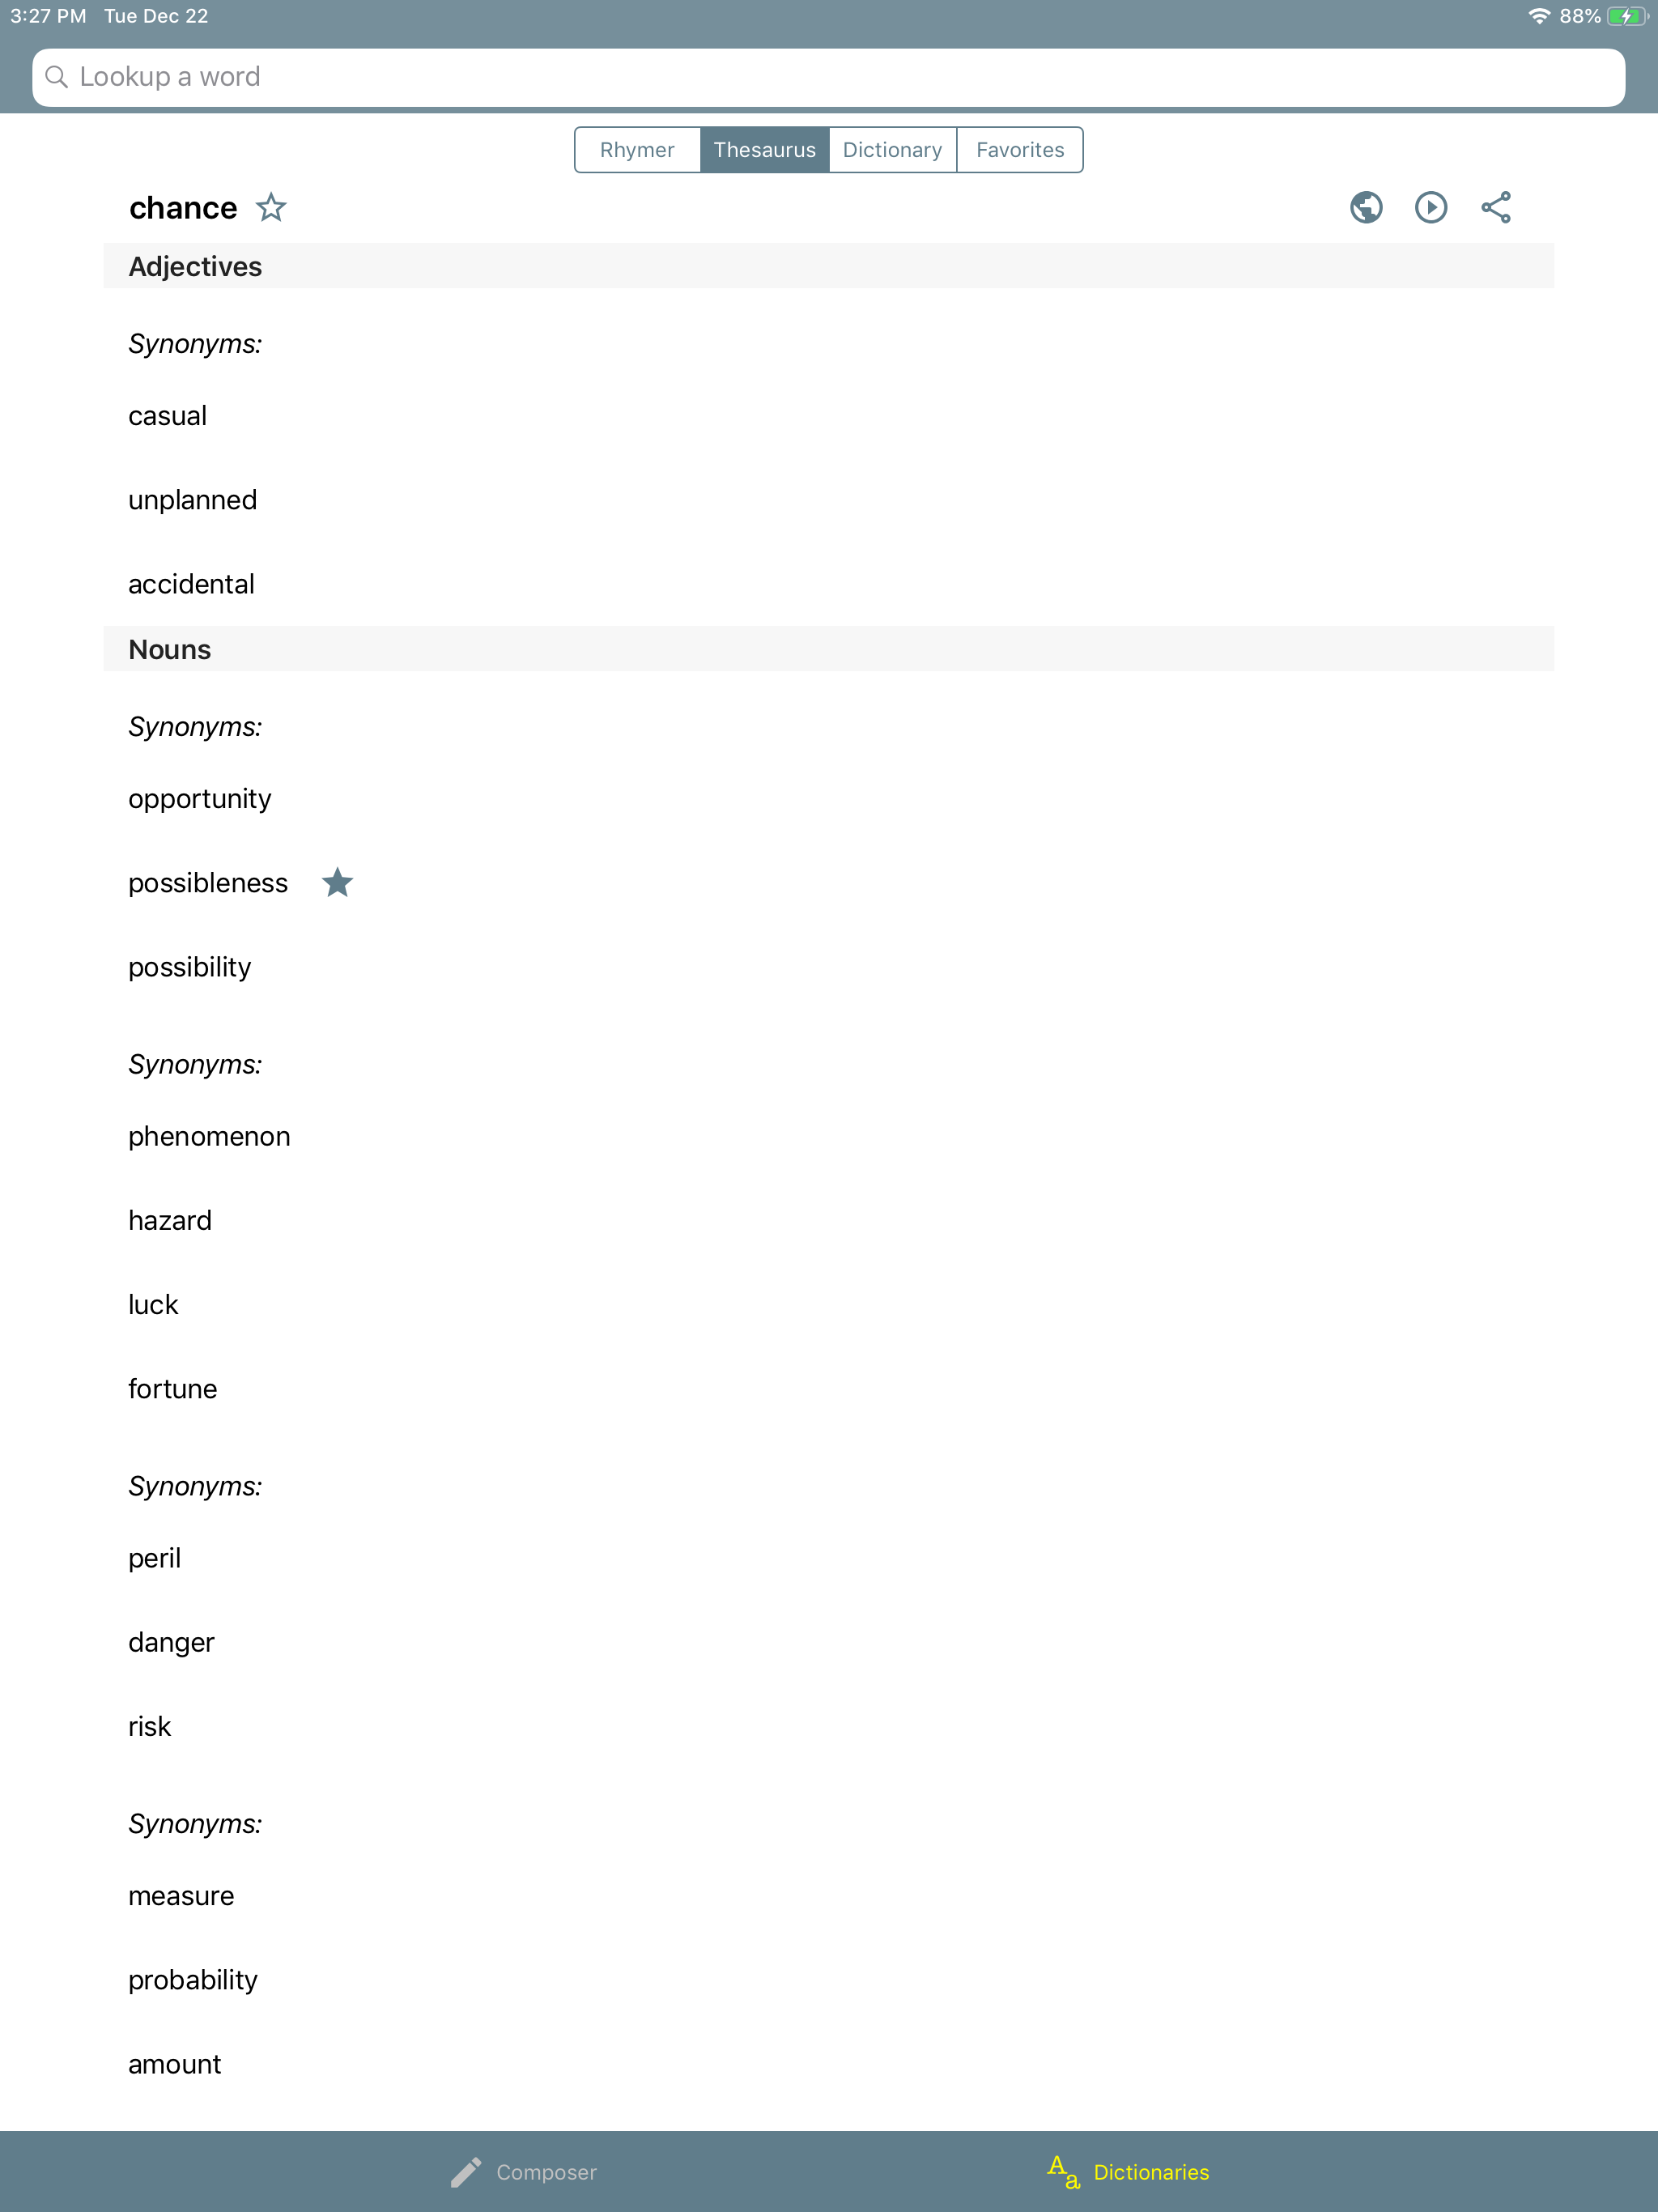 3:27 PM Tue Dec 22 88%
Lookup a word
Rhymer Thesaurus Dictionary Favorites
chance
Adjectives
Synonyms:
casual
unplanned
accidental
Nouns
Synonyms:
opportunity
possibleness
possibility
Synonyms:
phenomenon
hazard
luck
fortune
Synonyms:
peril
danger
risk
Synonyms:
measure
probability
amount
Composer Aa Dictionaries